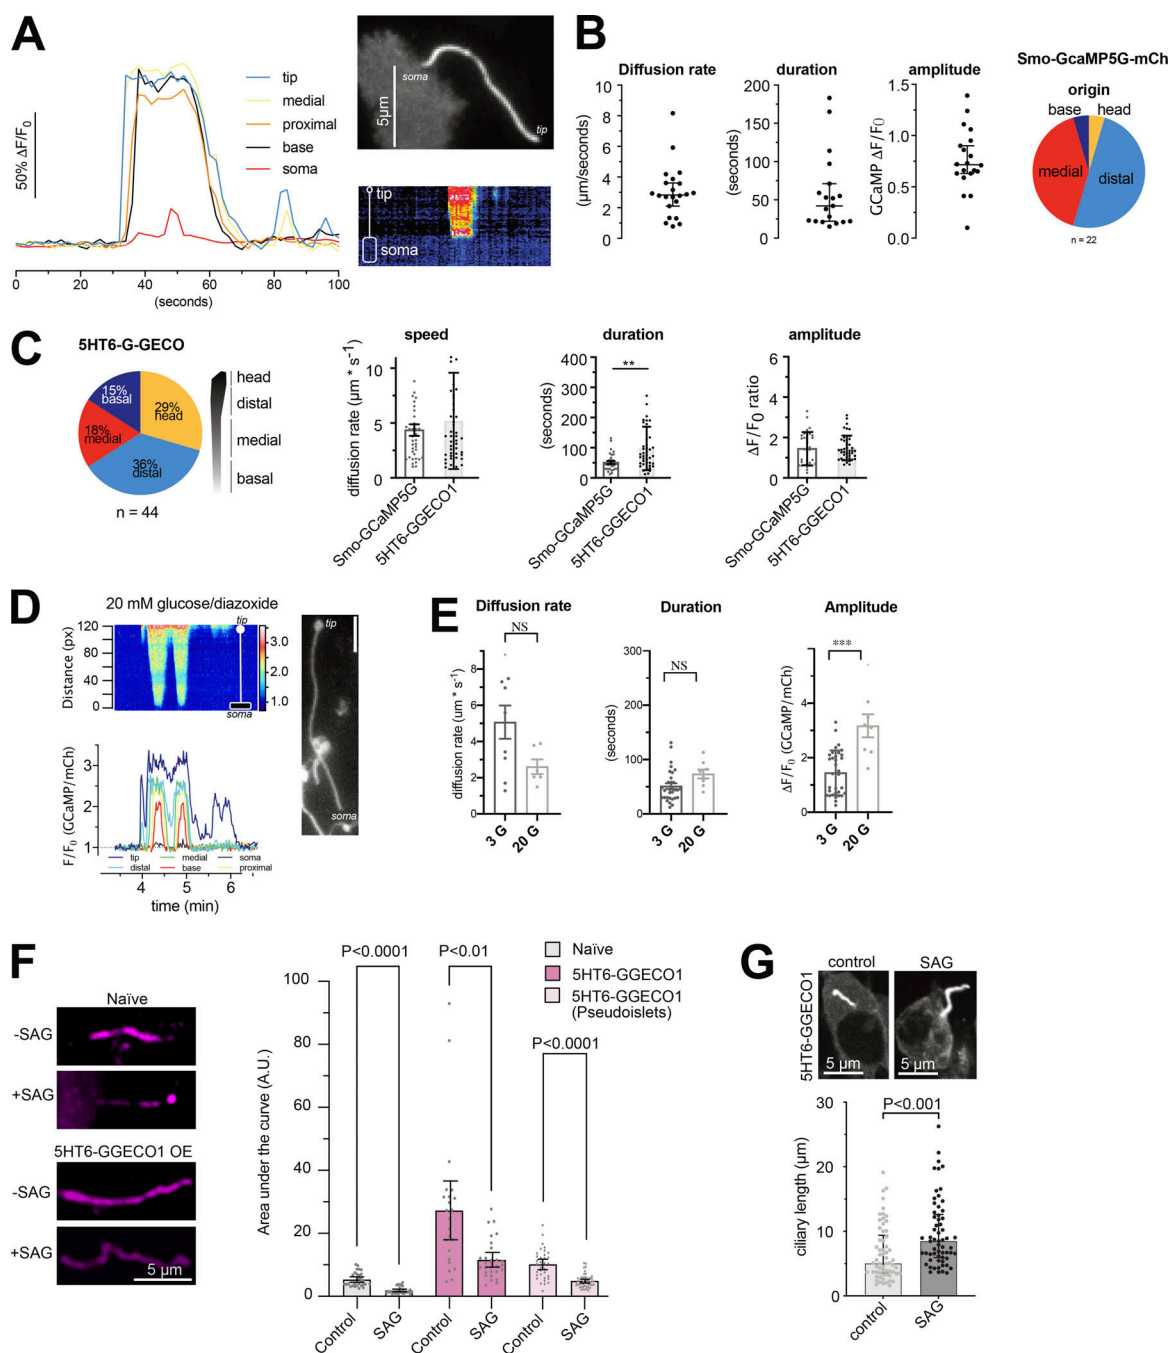 A
50% ΔF/F0
tip
medial
proximal
base
soma
0 20 40 60 80 100
(seconds)
soma
5µm
tip
tip
soma
B
Diffusion rate
(µm/seconds)
10
8
6
4
2
0
duration
(seconds)
200
150
100
50
0
amplitude
GCaMP ΔF/F0
1.5
1.0
0.5
0.0
Smo-GcaMP5G-mCh
origin
base
head
medial
distal
n = 22
C
5HT6-G-GECO
15%
basal
29%
head
18%
medial
36%
distal
n = 44
head
distal
medial
basal
speed
diffusion rate (µm * s-1)
10
5
0
Smo-GCaMP5G
5HT6-GGECO1
duration
(seconds)
400
300
200
100
0
**
Smo-GCaMP5G
5HT6-GGECO1
amplitude
ΔF/F0 ratio
6
4
2
0
Smo-GCaMP5G
5HT6-GGECO1
D
20 mM glucose/diazoxide
Distance (px)
120
80
40
0
tip
soma
3.0
2.0
1.0
tip
soma
F/F0 (GCaMP/mCh)
3
2
1
tip
medial
soma
distal
base
proximal
4 5 6
time (min)
E
Diffusion rate
NS
diffusion rate (um * s-1)
8
6
4
2
0
3 G
20 G
Duration
NS
(seconds)
300
200
100
0
3 G
20 G
Amplitude
***
ΔF/F0 (GCaMP/mCh)
6
4
2
0
3 G
20 G
F
Naïve
-SAG
+SAG
5HT6-GGECO1 OE
-SAG
+SAG
5 µm
Area under the curve (A.U.)
100
80
60
40
20
0
P<0.0001
P<0.01
P<0.0001
Naïve
5HT6-GGECO1
5HT6-GGECO1
(Pseudoislets)
Control
SAG
Control
SAG
Control
SAG
G
control
SAG
5HT6-GGECO1
5 µm
5 µm
P<0.001
ciliary length (µm)
30
20
10
0
control
SAG